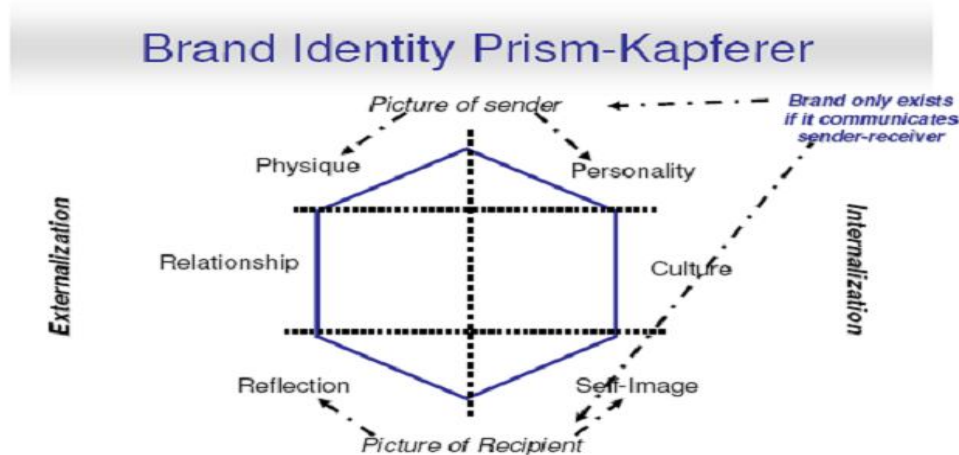 Brand Identity Prism-Kapferer
Picture of sender
Brand only exists
if it communicates
sender-receiver
Physique
Personality
Externalization
Relationship
Culture
Internalization
Reflection
Self-Image
Picture of Recipient